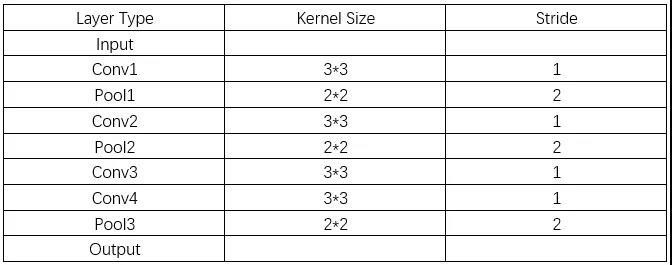 Layer Type Kernel Size Stride
Input
Conv1 3*3 1
Pool1 2*2 2
Conv2 3*3 1
Pool2 2*2 2
Conv3 3*3 1
Conv4 3*3 1
Pool3 2*2 2
Output